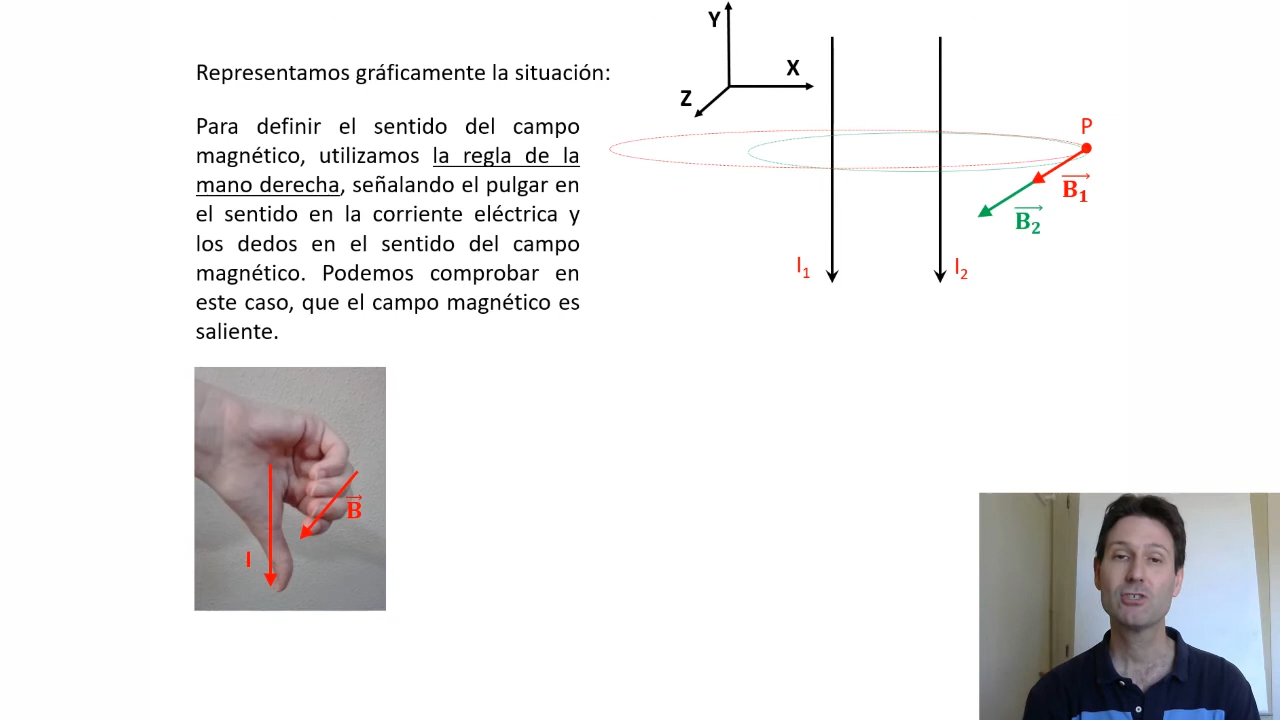 Representamos gráficamente la situación:
Para definir el sentido del campo
magnético, utilizamos la regla de la
mano derecha, señalando el pulgar en
el sentido en la corriente eléctrica y
los dedos en el sentido del campo
magnético. Podemos comprobar en
este caso, que el campo magnético es
saliente.
Y
X
Z
P
B₁
B₂
I₁
I₂
B
I